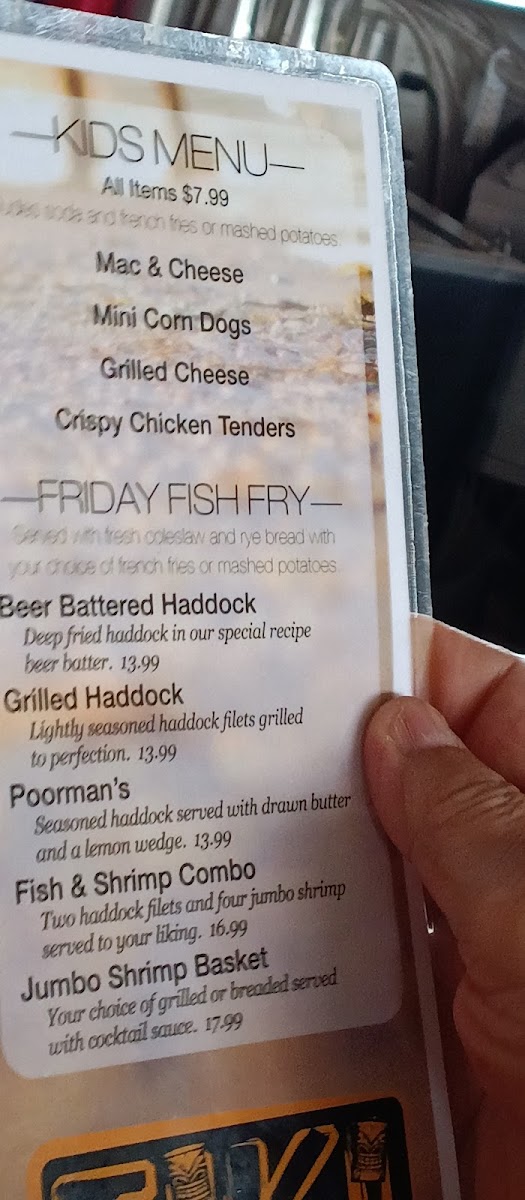 —KIDS MENU—
All Items $7.99
soda and french fries or mashed potatoes.
Mac & Cheese
Mini Corn Dogs
Grilled Cheese
Crispy Chicken Tenders
—FRIDAY FISH FRY—
Served with fresh coleslaw and rye bread with
your choice of french fries or mashed potatoes.
Beer Battered Haddock
Deep fried haddock in our special recipe
beer batter. 13.99
Grilled Haddock
Lightly seasoned haddock filets grilled
to perfection. 13.99
Poorman's
Seasoned haddock served with drawn butter
and a lemon wedge. 13.99
Fish & Shrimp Combo
Two haddock filets and four jumbo shrimp
served to your liking. 16.99
Jumbo Shrimp Basket
Your choice of grilled or breaded served
with cocktail sauce. 17.99